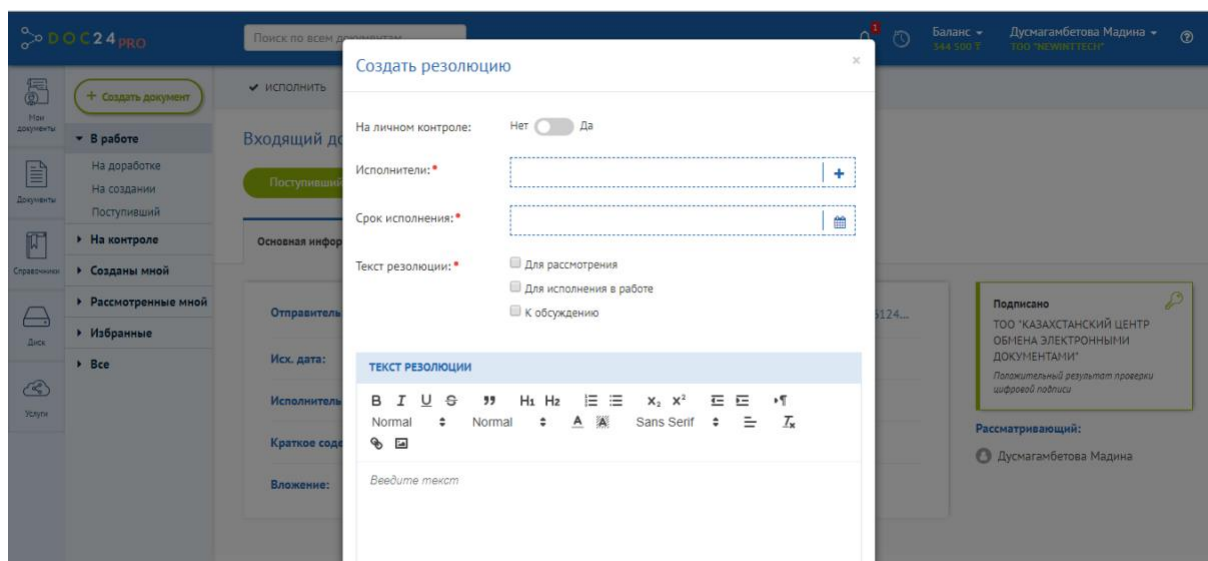 DOC24 PRO
Поиск по всем документам
1
Баланс
544 500 ₸
Дусмагамбетова Мадина
ТОО "NEWINTTECH"
Мои документы
Документы
Справочники
Диск
Услуги
+ Создать документ
В работе
На доработке
На создании
Поступивший
На контроле
Созданы мной
Рассмотренные мной
Избранные
Все
ИСПОЛНИТЬ
Входящий до
Поступивший
Основная инфор
Отправитель
Исх. дата:
Исполнитель
Краткое соде
Вложение:
Создать резолюцию
×
На личном контроле:
Нет
Да
Исполнители:*
Срок исполнения:*
Текст резолюции:*
Для рассмотрения
Для исполнения в работе
К обсуждению
ТЕКСТ РЕЗОЛЮЦИИ
B I U S ” H1 H2 x₂ x² ¶
Normal Normal A A Sans Serif Tx
Введите текст
5124...
Подписано
ТОО "КАЗАХСТАНСКИЙ ЦЕНТР
ОБМЕНА ЭЛЕКТРОННЫМИ
ДОКУМЕНТАМИ"
Положительный результат проверки
цифровой подписи
Рассматривающий:
Дусмагамбетова Мадина